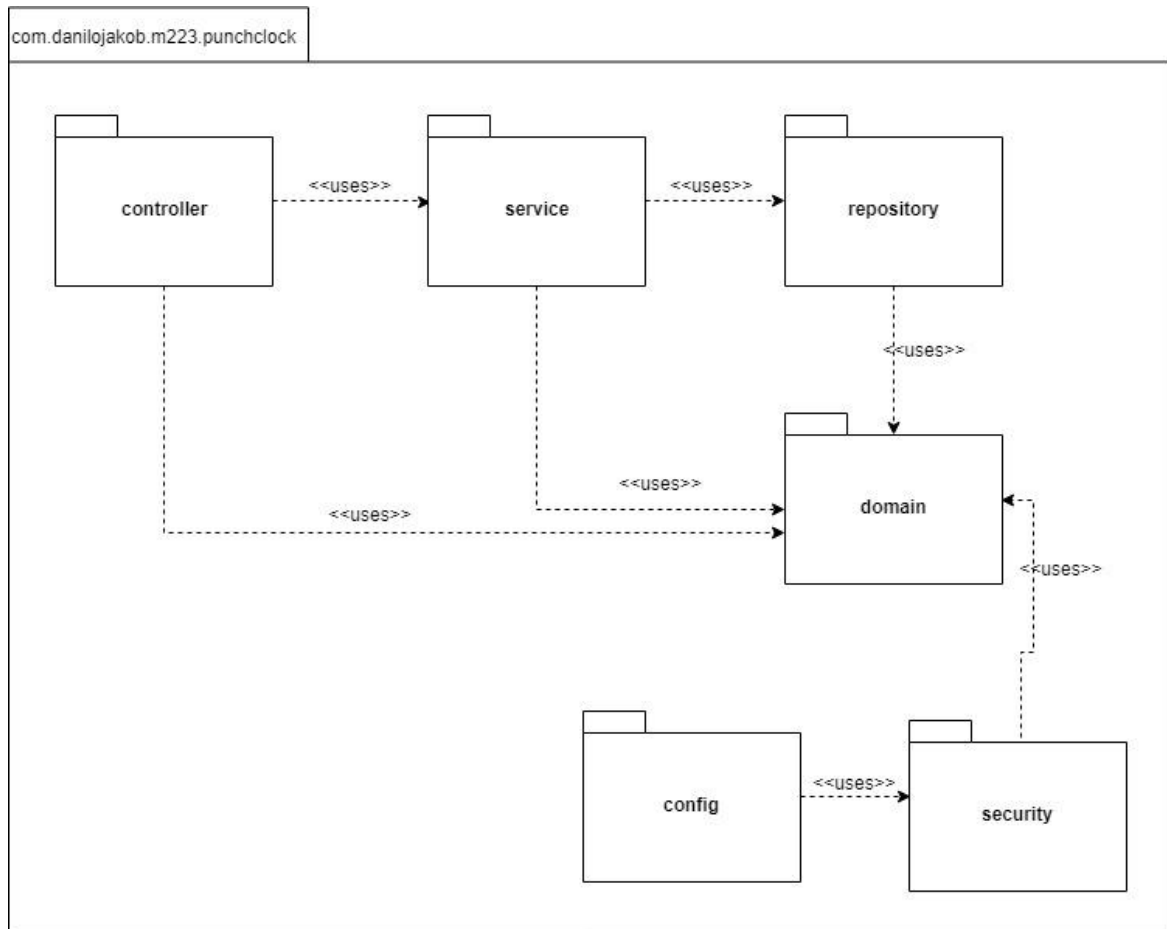 com.danilojakob.m223.punchclock
<<uses>>
<<uses>>
controller
service
repository
<<uses>>
<<uses>>
domain
<<uses>>
<<uses>>
<<uses>>
config
security